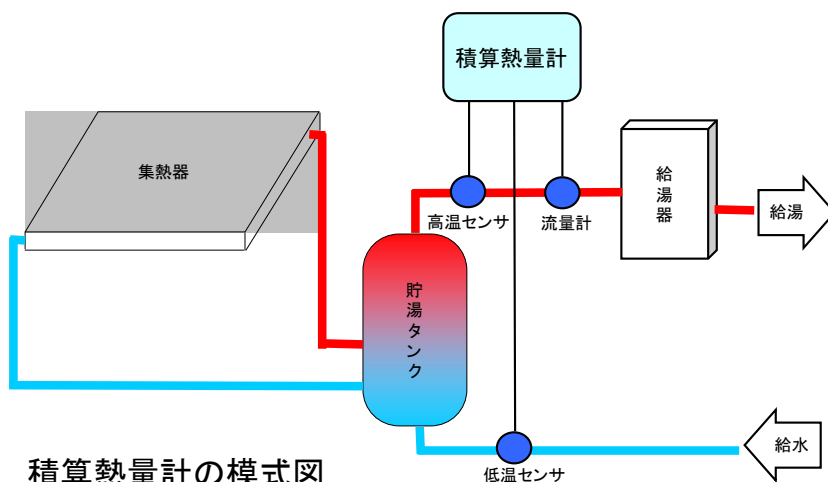 積算熱量計
集熱器
給湯器
給湯
高温センサ
流量計
貯湯タンク
給水
低温センサ
積算熱量計の模式図